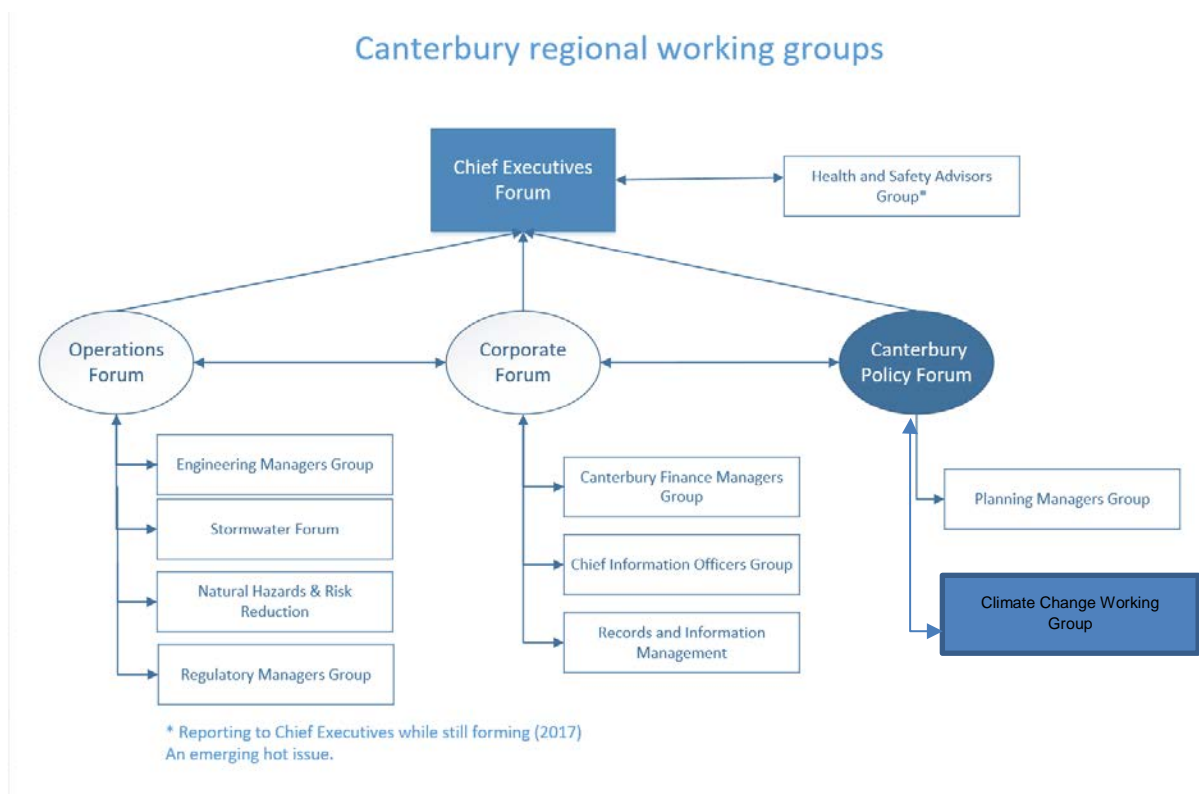 Canterbury regional working groups
Chief Executives
Forum
Health and Safety Advisors
Group*
Operations
Forum
Corporate
Forum
Canterbury
Policy Forum
Engineering Managers Group
Stormwater Forum
Natural Hazards & Risk
Reduction
Regulatory Managers Group
Canterbury Finance Managers
Group
Chief Information Officers Group
Records and Information
Management
Planning Managers Group
Climate Change Working
Group
* Reporting to Chief Executives while still forming (2017)
An emerging hot issue.